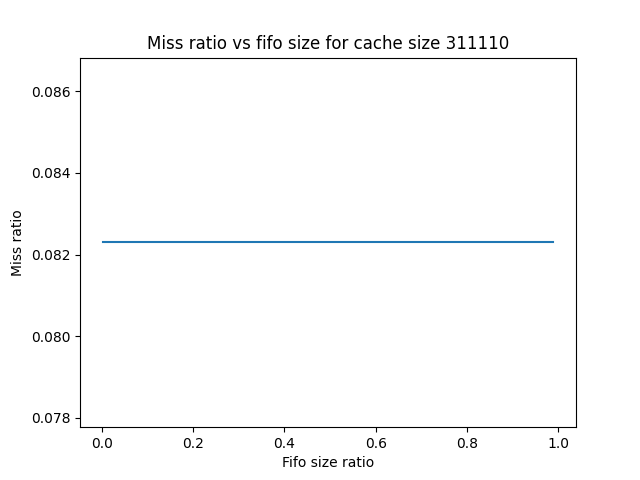 Miss ratio vs fifo size for cache size 311110
0.086
0.084
0.082
0.080
0.078
Miss ratio
0.0 0.2 0.4 0.6 0.8 1.0
Fifo size ratio